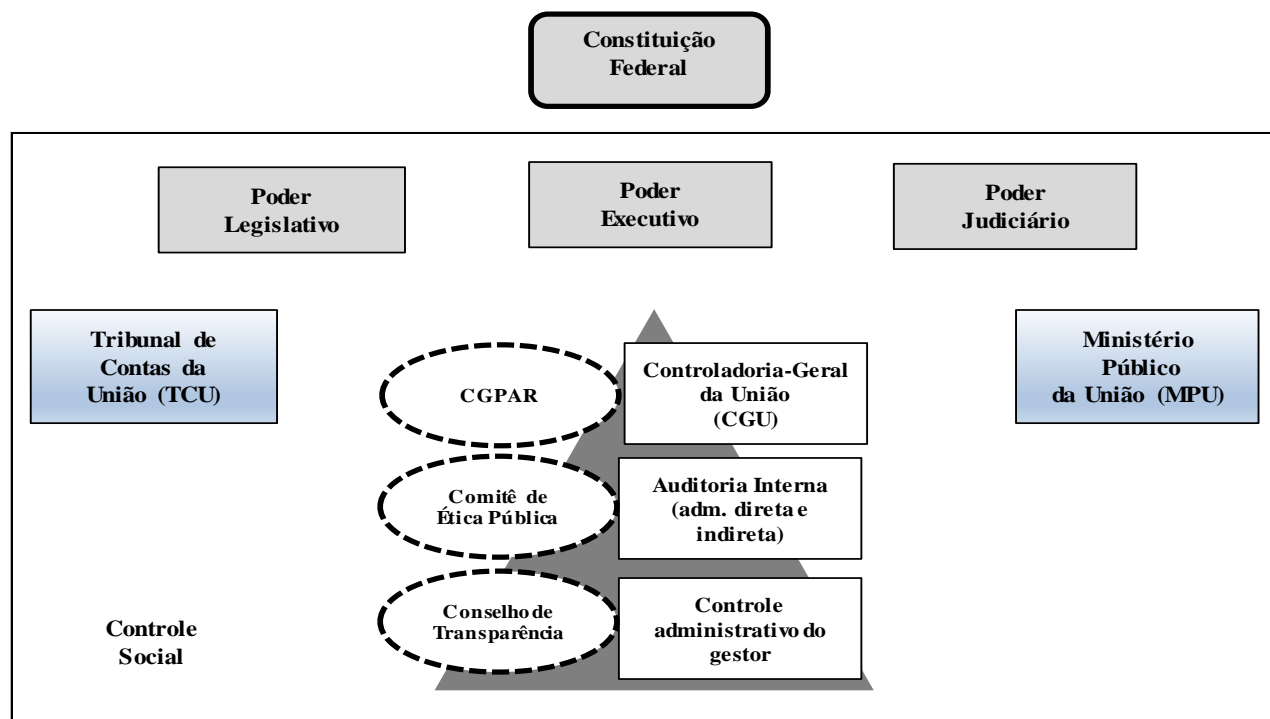 Constituição
Federal
Poder
Legislativo
Poder
Executivo
Poder
Judiciário
Tribunal de
Contas da
União (TCU)
CGPAR
Controladoria-Geral
da União
(CGU)
Ministério
Público
da União (MPU)
Comitê de
Ética Pública
Auditoria Interna
(adm. direta e
indireta)
Controle
Social
Conselho de
Transparência
Controle
administrativo do
gestor